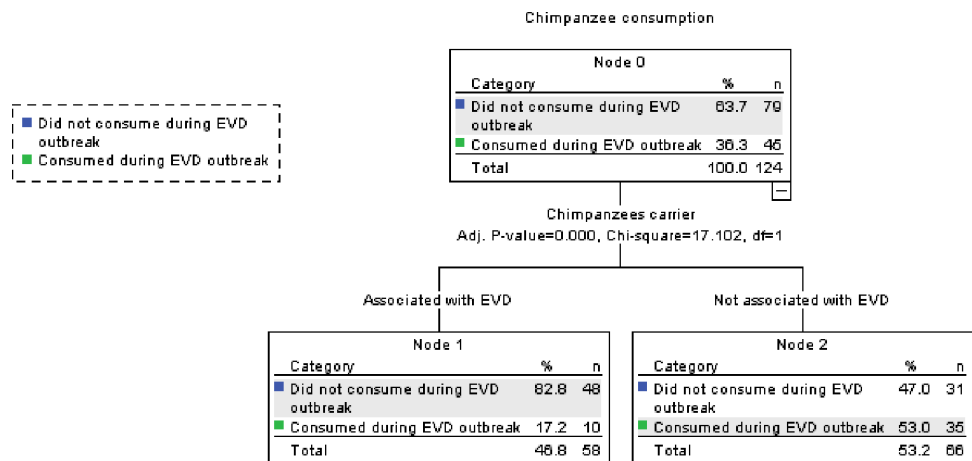 Chimpanzee consumption
Node 0
Category % n
Did not consume during EVD 63.7 79
outbreak
Consumed during EVD outbreak 36.3 45
Total 100.0 124
Did not consume during EVD
outbreak
Consumed during EVD outbreak
Chimpanzees carrier
Adj. P-value=0.000, Chi-square=17.102, df=1
Associated with EVD
Not associated with EVD
Node 1
Category % n
Did not consume during EVD 82.8 48
outbreak
Consumed during EVD outbreak 17.2 10
Total 46.8 58
Node 2
Category % n
Did not consume during EVD 47.0 31
outbreak
Consumed during EVD outbreak 53.0 35
Total 53.2 66